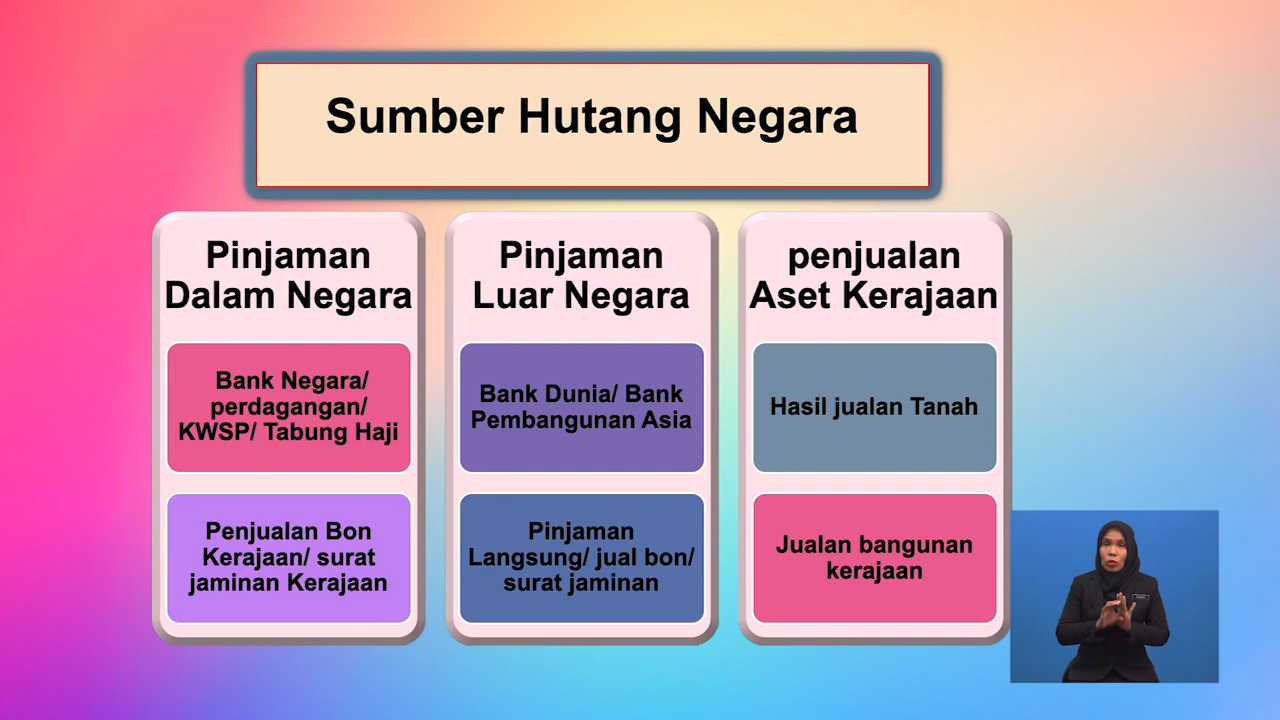 Sumber Hutang Negara
Pinjaman
Dalam Negara
Bank Negara/
perdagangan/
KWSP/ Tabung Haji
Penjualan Bon
Kerajaan/ surat
jaminan Kerajaan
Pinjaman
Luar Negara
Bank Dunia/ Bank
Pembangunan Asia
Pinjaman
Langsung/ jual bon/
surat jaminan
penjualan
Aset Kerajaan
Hasil jualan Tanah
Jualan bangunan
kerajaan